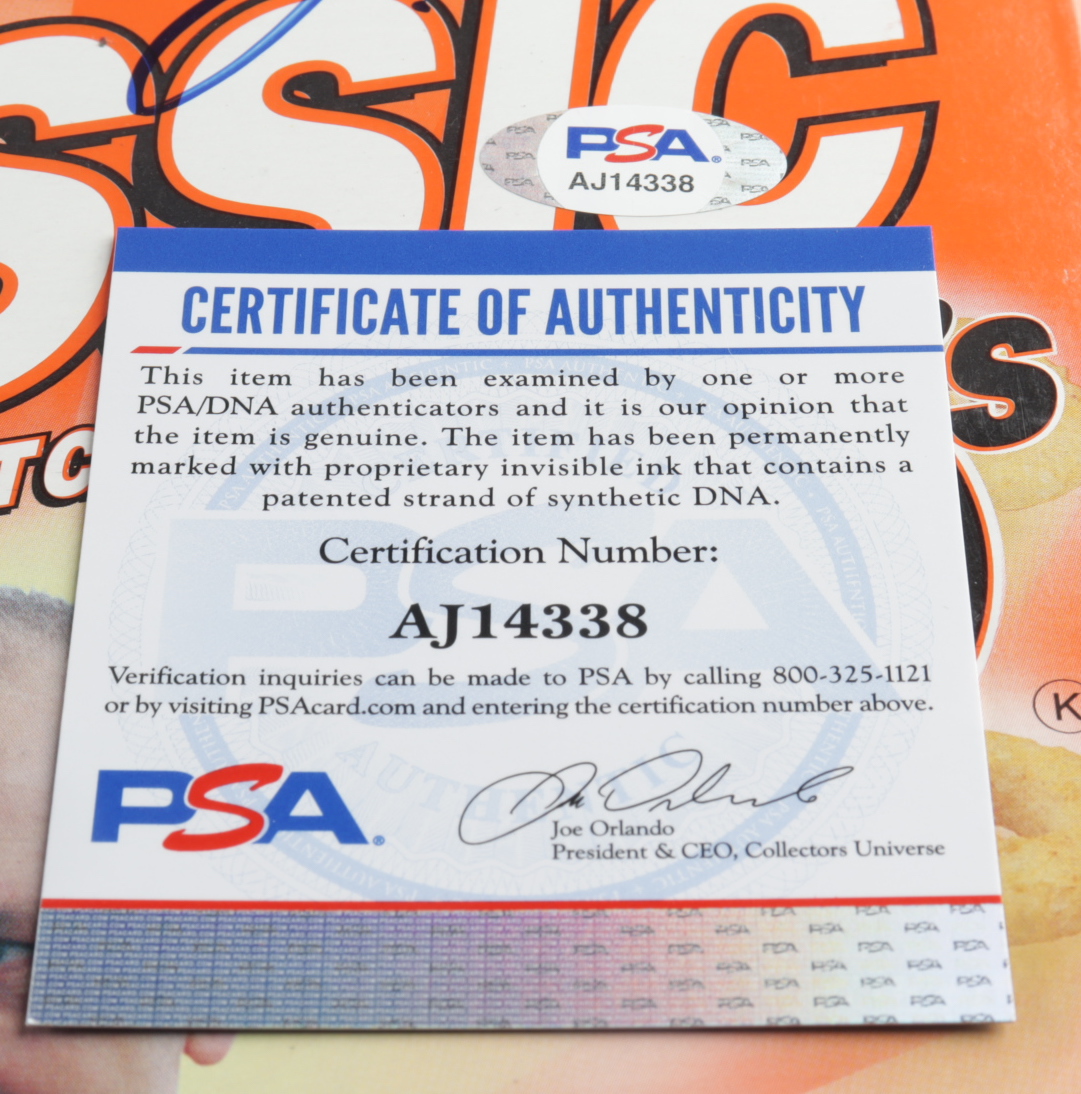 SSIC
PSA®
AJ14338
CERTIFICATE OF AUTHENTICITY
'S
This item has been examined by one or more
PSA/DNA authenticators and it is our opinion that
the item is genuine. The item has been permanently
marked with proprietary invisible ink that contains a
patented strand of synthetic DNA.
TC
Certification Number:
AJ14338
Verification inquiries can be made to PSA by calling 800-325-1121
or by visiting PSAcard.com and entering the certification number above.
K
PSA®
Joe Orlando
President & CEO, Collectors Universe